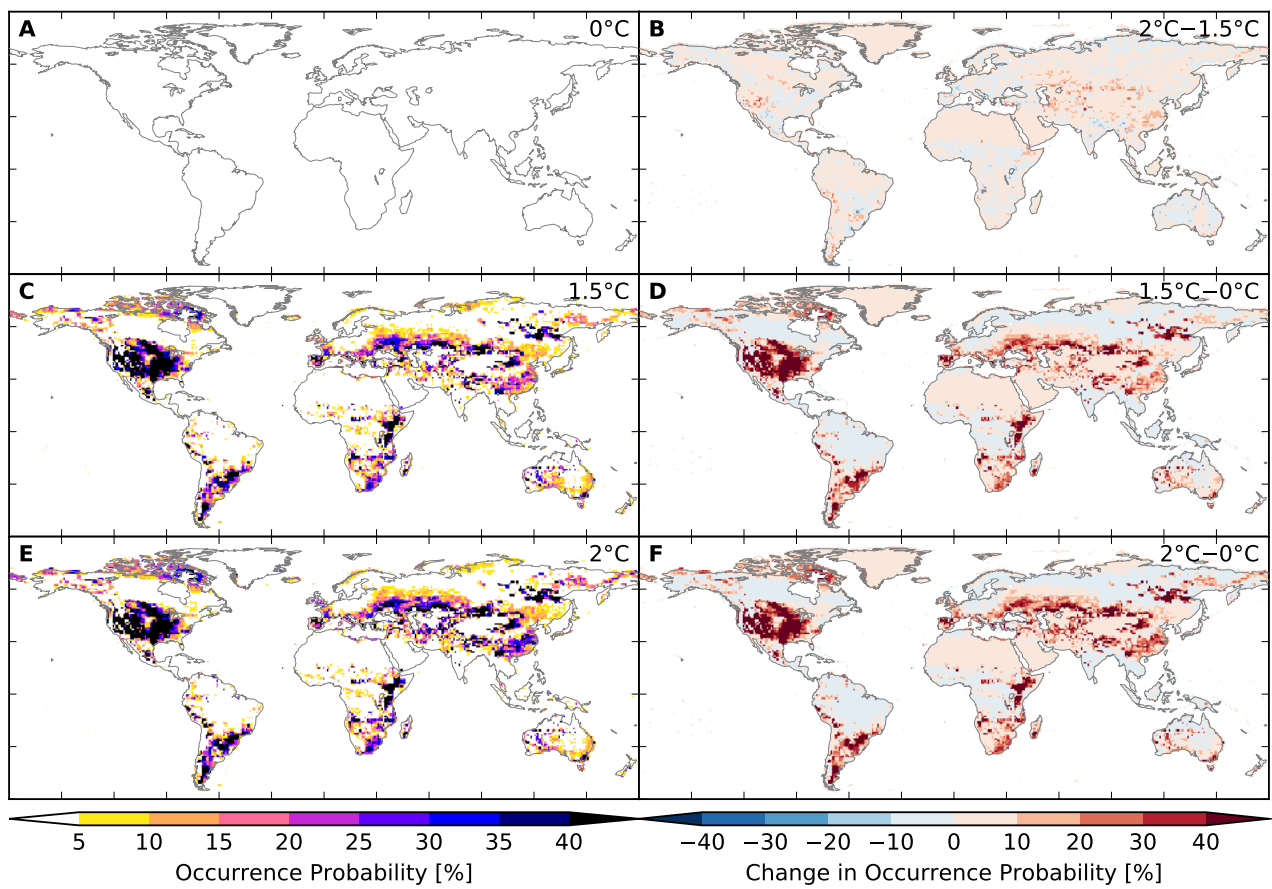 A 0°C
B 2°C−1.5°C
C 1.5°C
D 1.5°C−0°C
E 2°C
F 2°C−0°C
5 10 15 20 25 30 35 40
−40 −30 −20 −10 0 10 20 30 40
Occurrence Probability [%]
Change in Occurrence Probability [%]